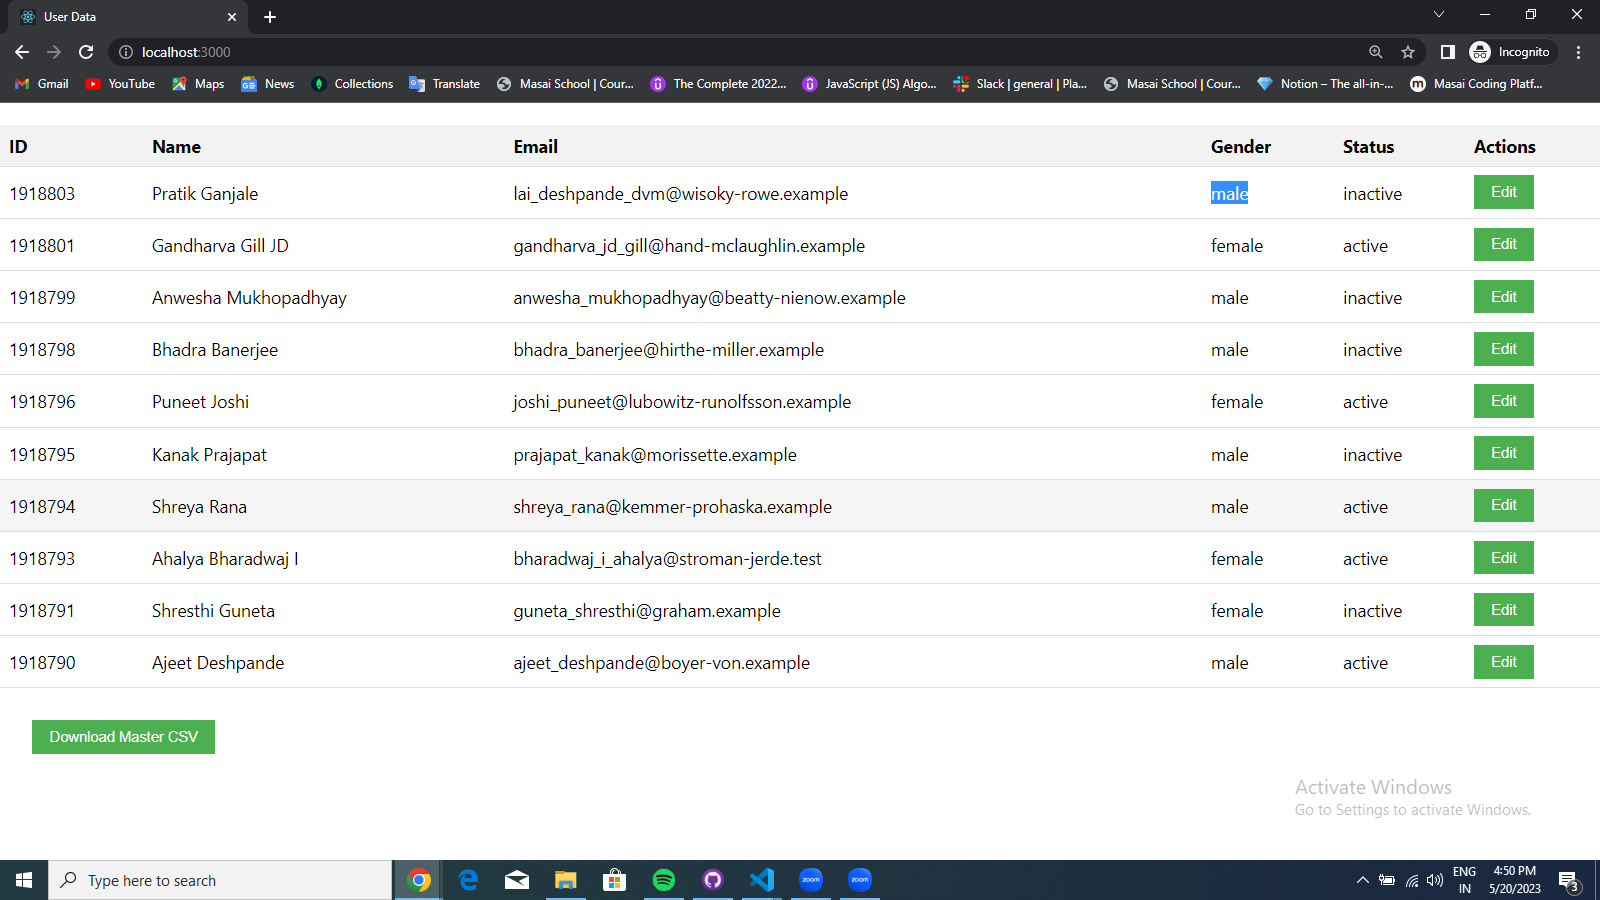 User Data
localhost:3000
Incognito
Gmail YouTube Maps News Collections Translate Masai School | Cour... The Complete 2022... JavaScript (JS) Algo... Slack | general | Pla... Masai School | Cour... Notion – The all-in-... Masai Coding Platf...
ID Name Email Gender Status Actions
1918803 Pratik Ganjale lai_deshpande_dvm@wisoky-rowe.example male inactive Edit
1918801 Gandharva Gill JD gandharva_jd_gill@hand-mclaughlin.example female active Edit
1918799 Anwesha Mukhopadhyay anwesha_mukhopadhyay@beatty-nienow.example male inactive Edit
1918798 Bhadra Banerjee bhadra_banerjee@hirthe-miller.example male inactive Edit
1918796 Puneet Joshi joshi_puneet@lubowitz-runolfsson.example female active Edit
1918795 Kanak Prajapat prajapat_kanak@morissette.example male inactive Edit
1918794 Shreya Rana shreya_rana@kemmer-prohaska.example male active Edit
1918793 Ahalya Bharadwaj I bharadwaj_i_ahalya@stroman-jerde.test female active Edit
1918791 Shresthi Guneta guneta_shresthi@graham.example female inactive Edit
1918790 Ajeet Deshpande ajeet_deshpande@boyer-von.example male active Edit
Download Master CSV
Activate Windows
Go to Settings to activate Windows.
Type here to search
zoom zoom
ENG
IN
4:50 PM
5/20/2023
3